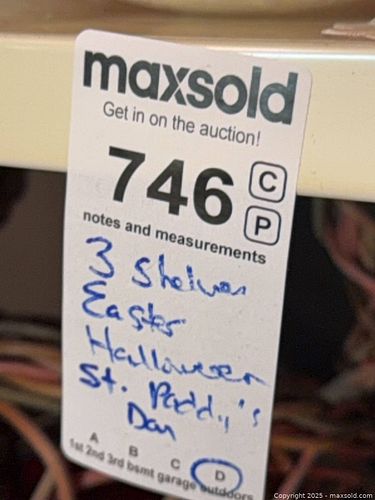 maxsold
Get in on the auction!
746 C
P
notes and measurements
3 Shelves
Easter
Halloween
St. Paddy's
Day
A B C D
1st 2nd 3rd bsmt garage outdoors
Copyright 2025 - maxsold.com